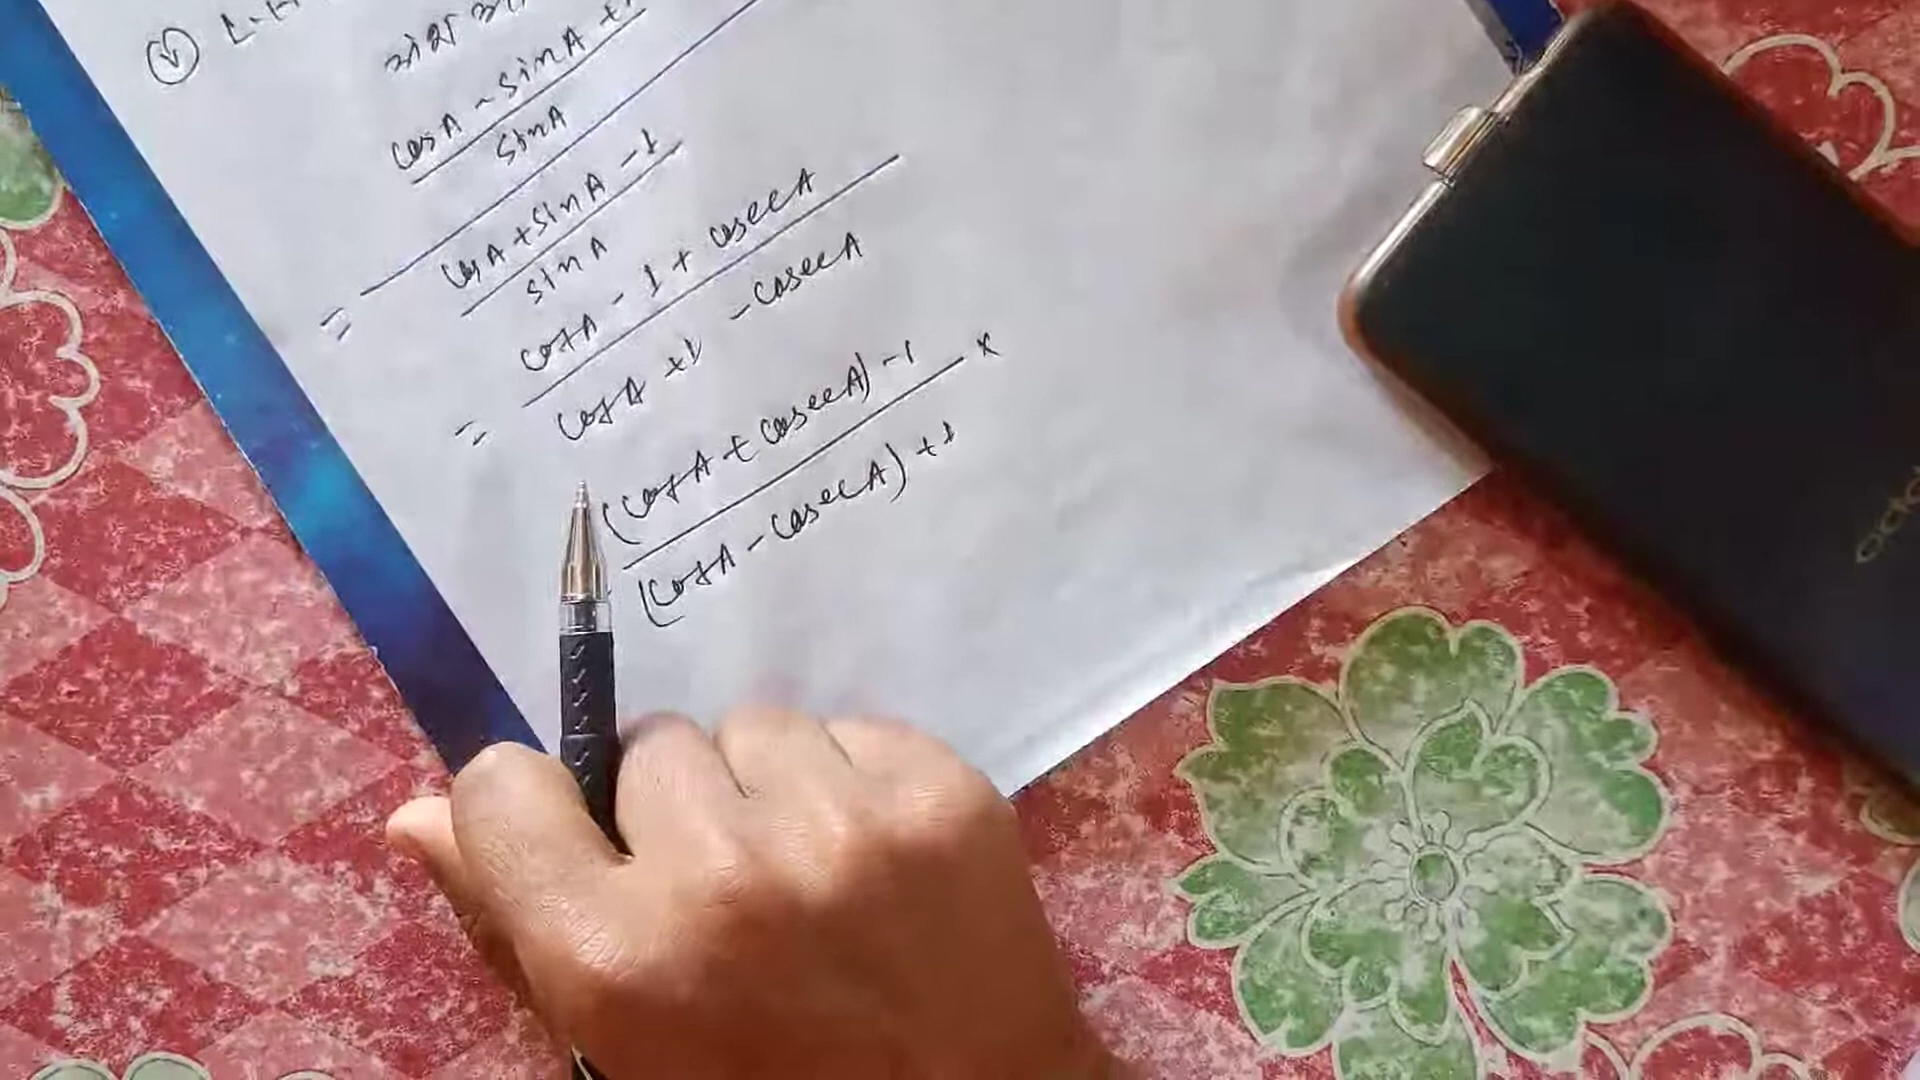 cosA - sinA +
sinA
=
cosA + sinA - 1
sinA
= cotA - 1 + cosecA
cotA + 1 - cosecA
(cotA + cosecA) - 1 ×
(cotA - cosecA) + 1